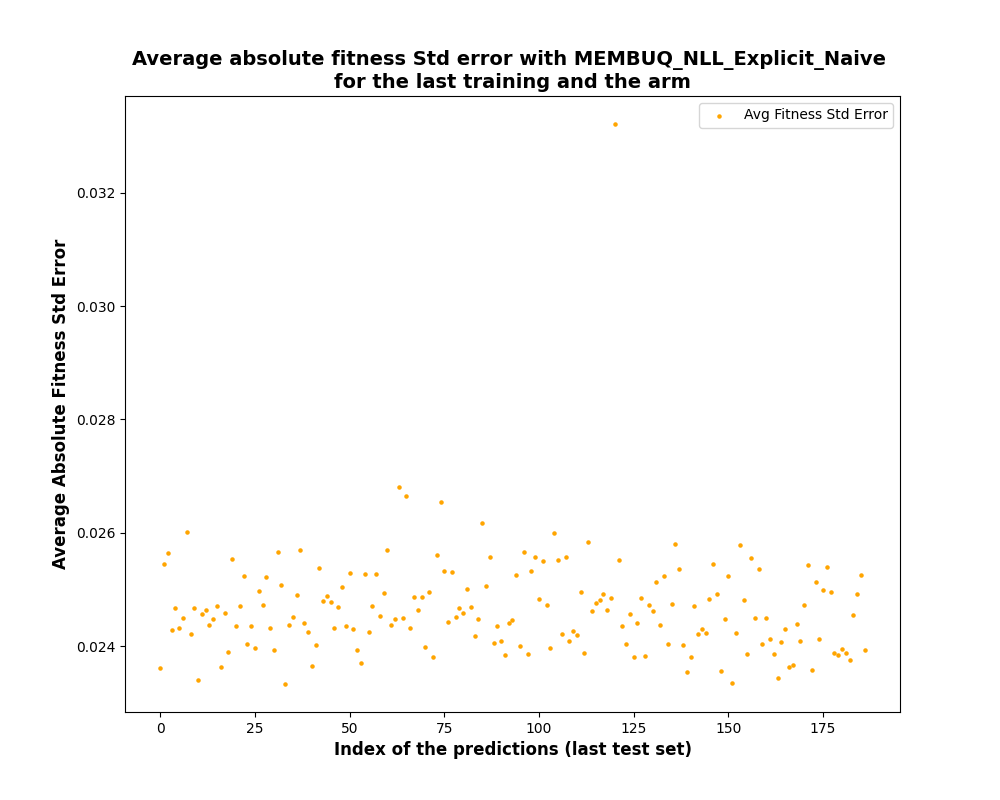 Average absolute fitness Std error with MEMBUQ_NLL_Explicit_Naive
for the last training and the arm
Avg Fitness Std Error
0.032
0.030
0.028
0.026
0.024
Average Absolute Fitness Std Error
0 25 50 75 100 125 150 175
Index of the predictions (last test set)